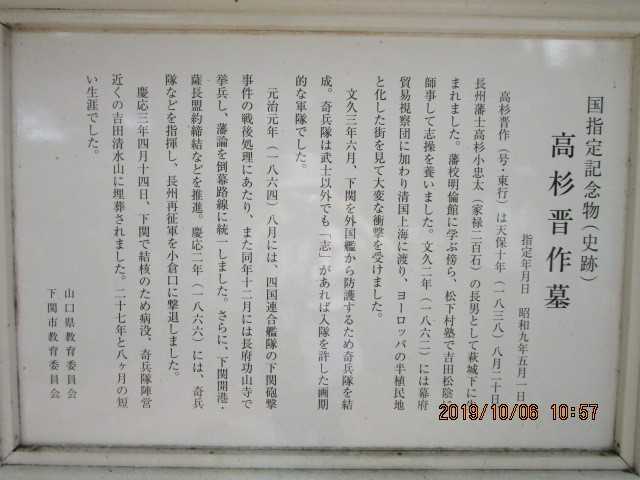 国指定記念物(史跡)
高杉晋作墓
指定年月日 昭和九年五月一日
高杉晋作(号・東行)は天保十年(一八三八)八月二十日
長州藩士高杉小忠太(家禄二百石)の長男として萩城下に生
まれました。藩校明倫館に学ぶ傍ら、松下村塾で吉田松陰に
師事して志操を養いました。文久二年(一八六二)には幕府
貿易視察団に加わり清国上海に渡り、ヨーロッパの半植民地
と化した街を見て大変な衝撃を受けました。
文久三年六月、下関を外国艦から防護するため奇兵隊を結
成。奇兵隊は武士以外でも「志」があれば入隊を許した画期
的な軍隊でした。
元治元年(一八六四)八月には、四国連合艦隊の下関砲撃
事件の戦後処理にあたり、また同年十二月には長府功山寺で
挙兵し、藩論を倒幕路線に統一しました。さらに、下関開港・
薩長盟約締結などを推進。慶応二年(一八六六)には、奇兵
隊などを指揮し、長州再征軍を小倉口に撃退しました。
慶応三年四月十四日、下関で結核のため病没、奇兵隊陣営
近くの吉田清水山に埋葬されました。二十七年と八ヶ月の短
い生涯でした。
山口県教育委員会
下関市教育委員会
2019/10/06 10:57